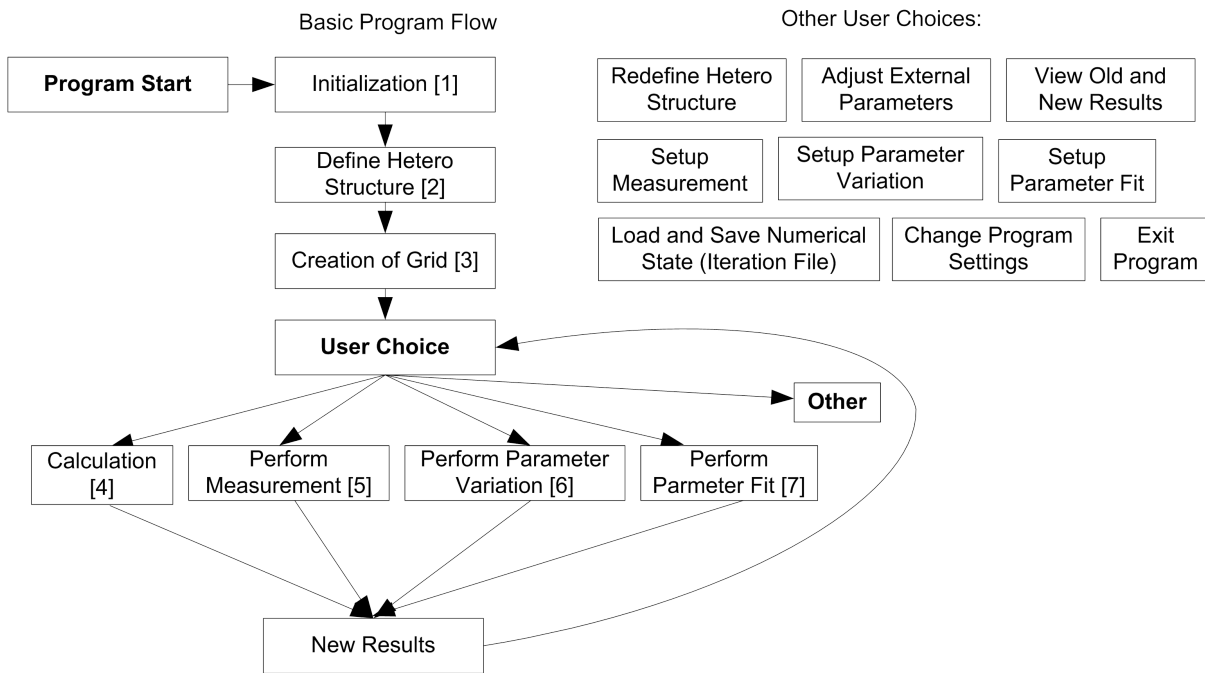 Basic Program Flow
Program Start
Initialization [1]
Define Hetero
Structure [2]
Creation of Grid [3]
User Choice
Other
Calculation
[4]
Perform
Measurement [5]
Perform Parameter
Variation [6]
Perform
Parmeter Fit [7]
New Results
Other User Choices:
Redefine Hetero
Structure
Adjust External
Parameters
View Old and
New Results
Setup
Measurement
Setup Parameter
Variation
Setup
Parameter Fit
Load and Save Numerical
State (Iteration File)
Change Program
Settings
Exit
Program